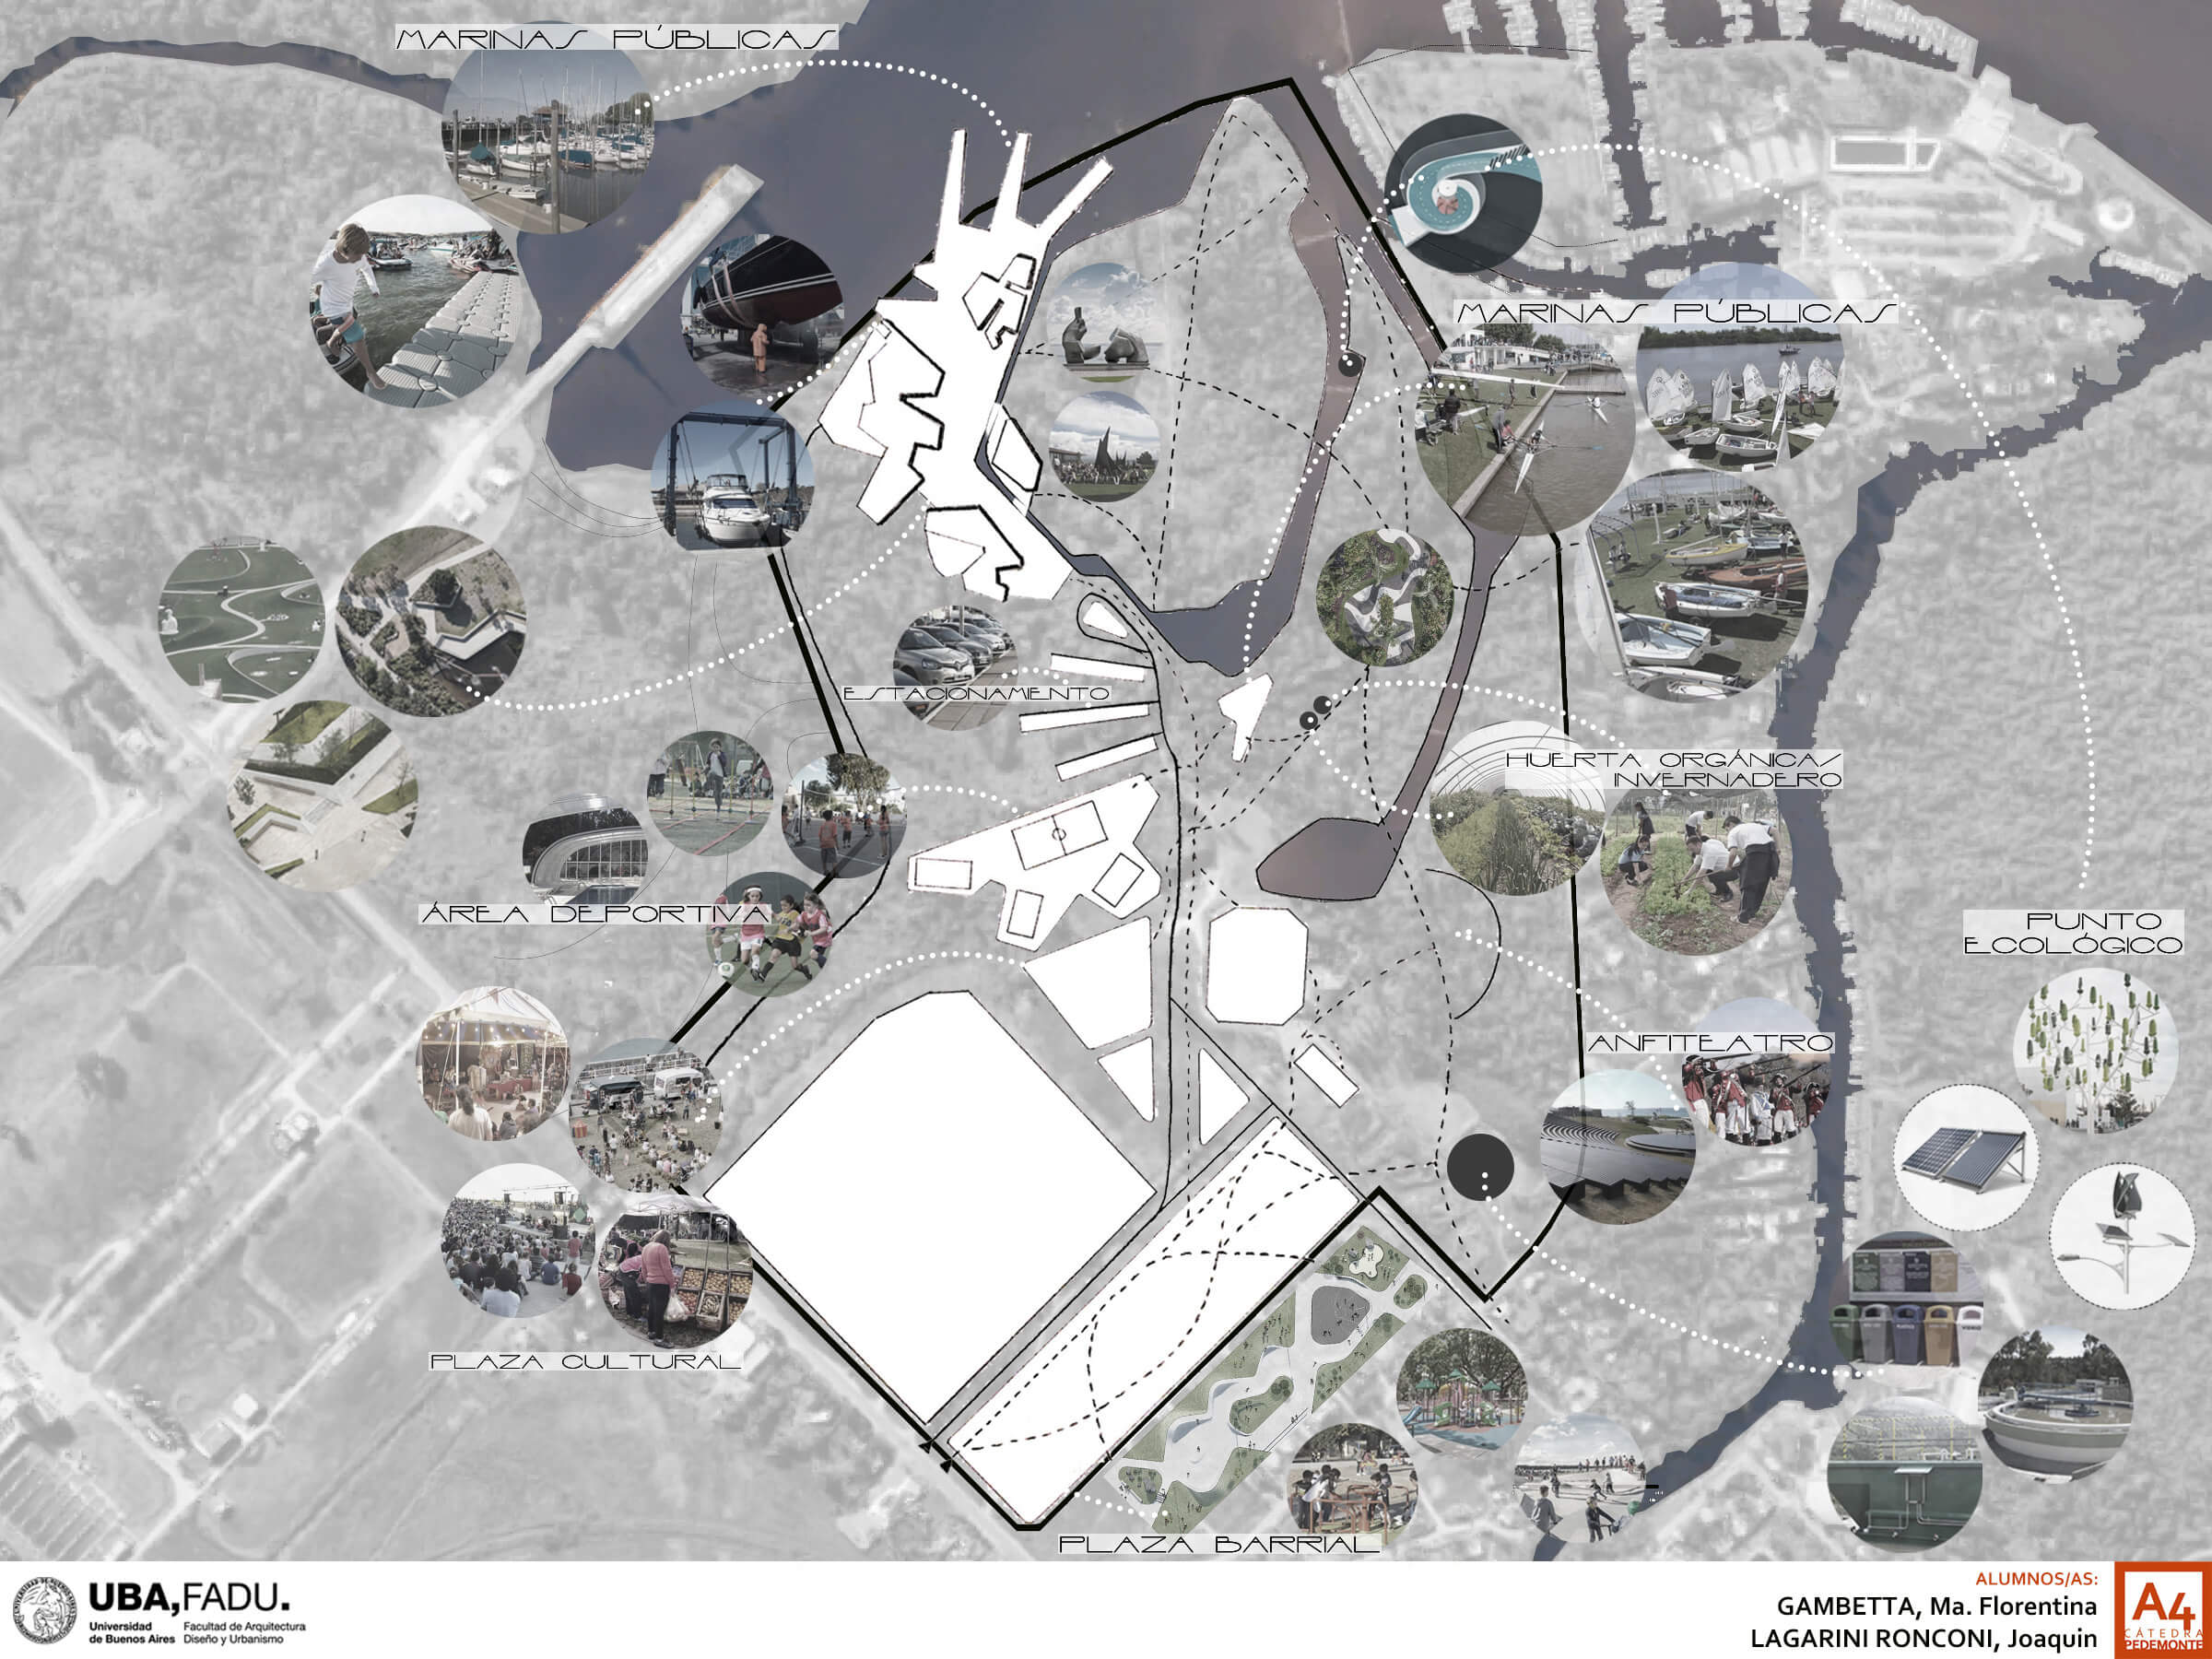 MARINAS PÚBLICAS
MARINAS PÚBLICAS
ESTACIONAMIENTO
HUERTA ORGÁNICA/
INVERNADERO
ÁREA DEPORTIVA
PUNTO
ECOLÓGICO
ANFITEATRO
PLAZA CULTURAL
PLAZA BARRIAL
UBA, FADU.
Universidad de Buenos Aires
Facultad de Arquitectura Diseño y Urbanismo
ALUMNOS/AS:
GAMBETTA, Ma. Florentina
LAGARINI RONCONI, Joaquin
A4
CÁTEDRA
PEDEMONTE